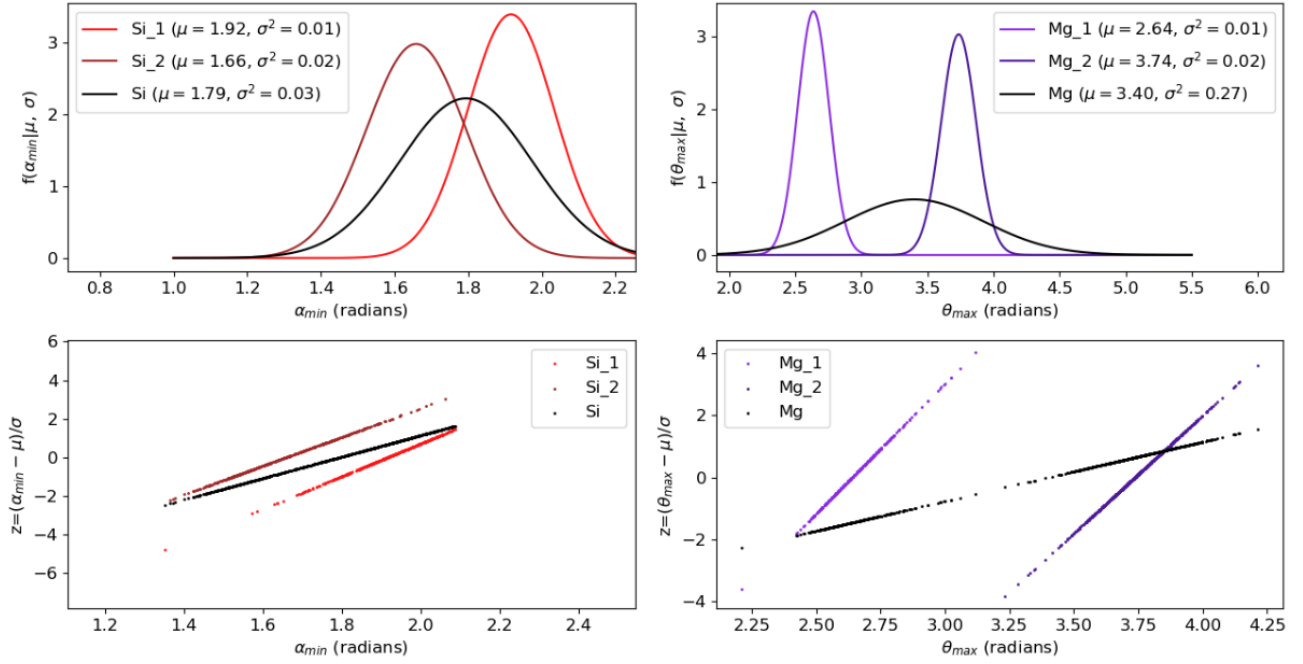 Si_1 (μ = 1.92, σ² = 0.01)
Si_2 (μ = 1.66, σ² = 0.02)
Si (μ = 1.79, σ² = 0.03)
3
2
1
0
f(α_min|μ, σ)
0.8 1.0 1.2 1.4 1.6 1.8 2.0 2.2
α_min (radians)
Mg_1 (μ = 2.64, σ² = 0.01)
Mg_2 (μ = 3.74, σ² = 0.02)
Mg (μ = 3.40, σ² = 0.27)
3
2
1
0
f(θ_max|μ, σ)
2.0 2.5 3.0 3.5 4.0 4.5 5.0 5.5 6.0
θ_max (radians)
Si_1
Si_2
Si
6
4
2
0
−2
−4
−6
z=(α_min − μ)/σ
1.2 1.4 1.6 1.8 2.0 2.2 2.4
α_min (radians)
Mg_1
Mg_2
Mg
4
2
0
−2
−4
z=(θ_max − μ)/σ
2.25 2.50 2.75 3.00 3.25 3.50 3.75 4.00 4.25
θ_max (radians)